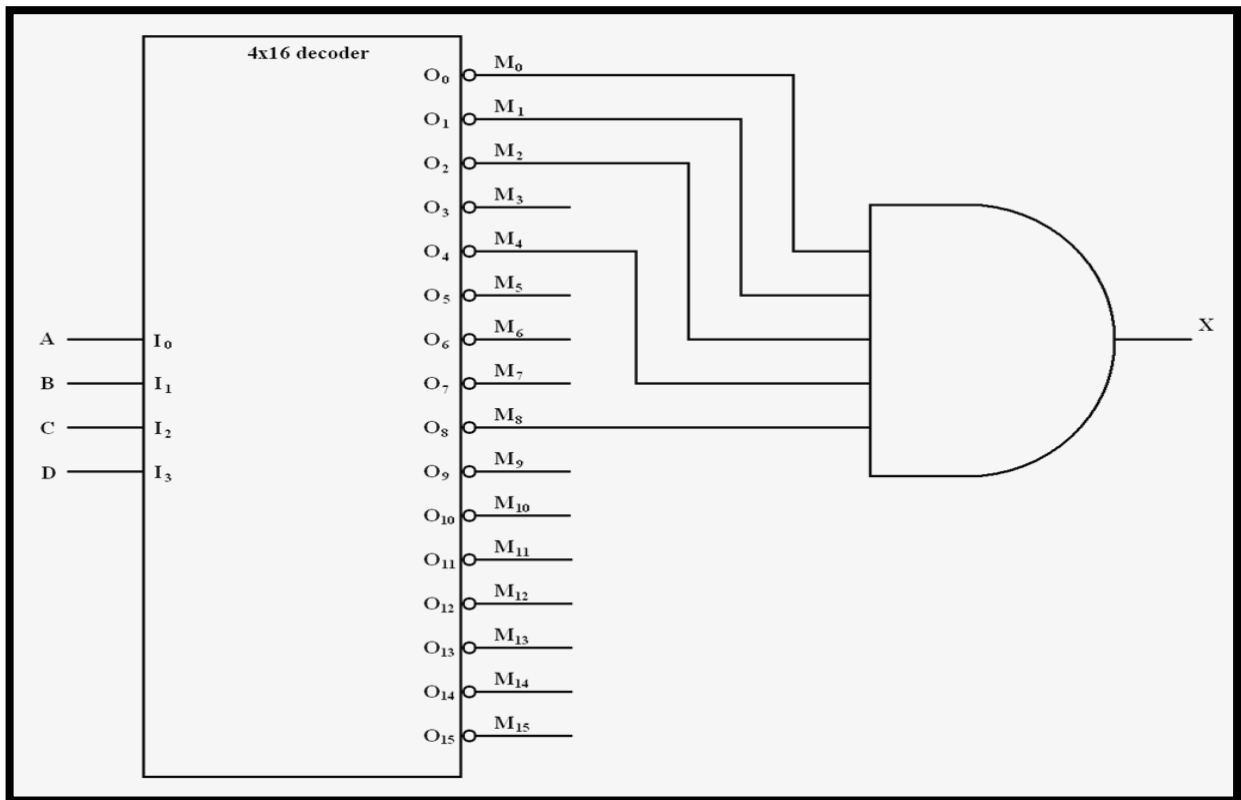 4x16 decoder
O0 M0
O1 M1
O2 M2
O3 M3
O4 M4
O5 M5
A I0 O6 M6 X
B I1 O7 M7
C I2 O8 M8
D I3 O9 M9
O10 M10
O11 M11
O12 M12
O13 M13
O14 M14
O15 M15